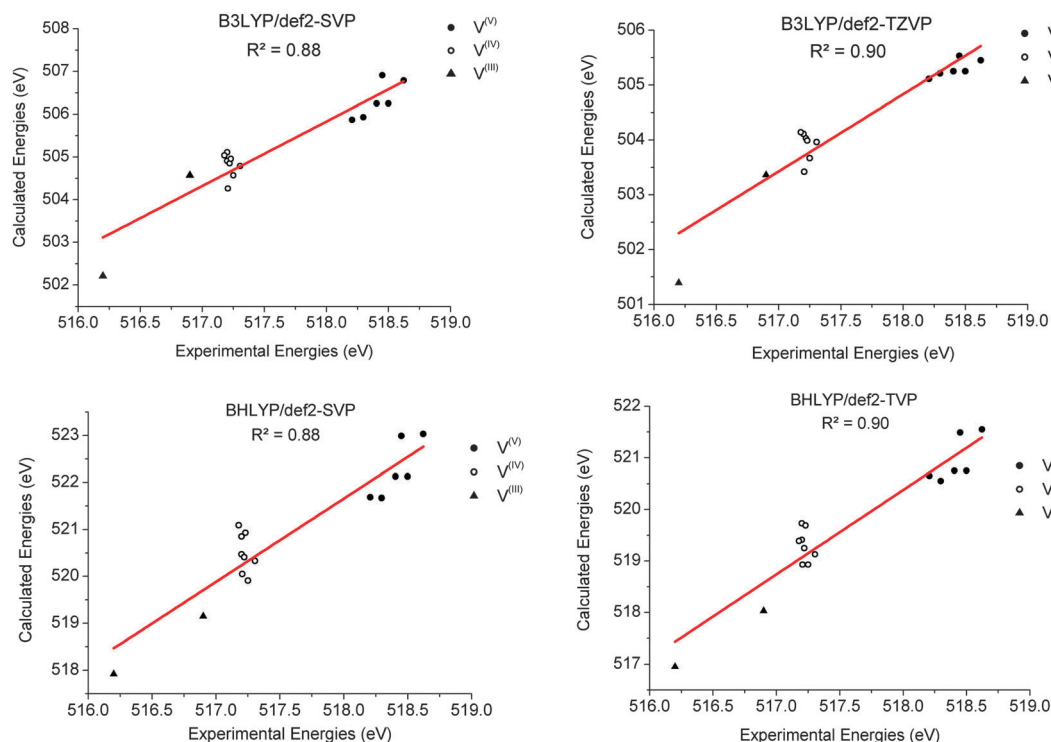 B3LYP/def2-SVP
R² = 0.88
V(V)
V(IV)
V(III)
508
507
506
505
504
503
502
Calculated Energies (eV)
516.0 516.5 517.0 517.5 518.0 518.5 519.0
Experimental Energies (eV)
B3LYP/def2-TZVP
R² = 0.90
V
V
V
506
505
504
503
502
501
Calculated Energies (eV)
516.0 516.5 517.0 517.5 518.0 518.5 519.0
Experimental Energies (eV)
BHLYP/def2-SVP
R² = 0.88
V(V)
V(IV)
V(III)
523
522
521
520
519
518
Calculated Energies (eV)
516.0 516.5 517.0 517.5 518.0 518.5 519.0
Experimental Energies (eV)
BHLYP/def2-TVP
R² = 0.90
V
V
V
522
521
520
519
518
517
Calculated Energies (eV)
516.0 516.5 517.0 517.5 518.0 518.5 519.0
Experimental Energies (eV)